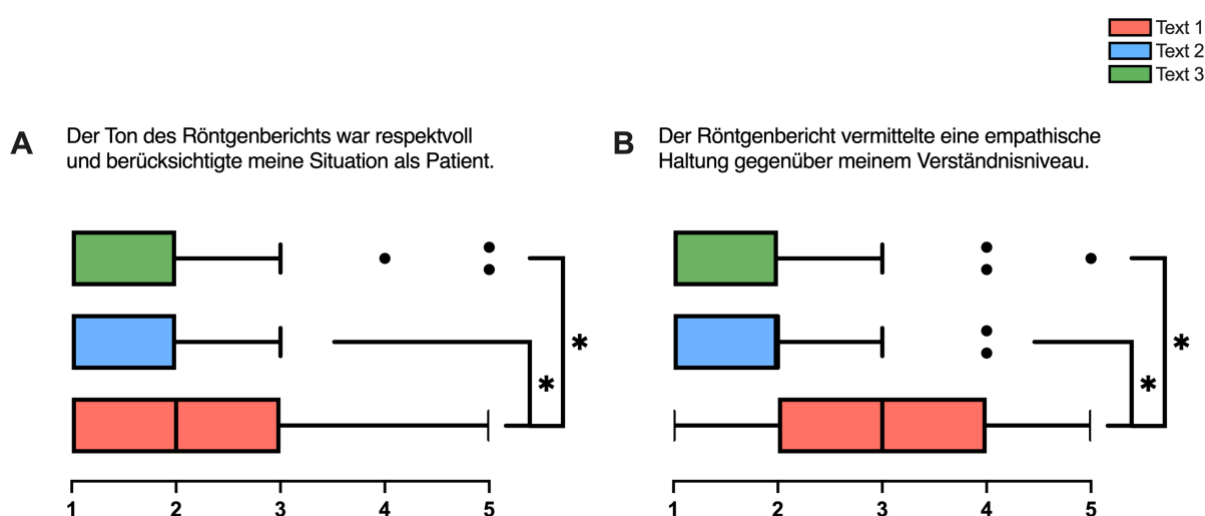 Text 1
Text 2
Text 3
A
Der Ton des Röntgenberichts war respektvoll
und berücksichtigte meine Situation als Patient.
B
Der Röntgenbericht vermittelte eine empathische
Haltung gegenüber meinem Verständnisniveau.
*
*
*
*
1 2 3 4 5
1 2 3 4 5